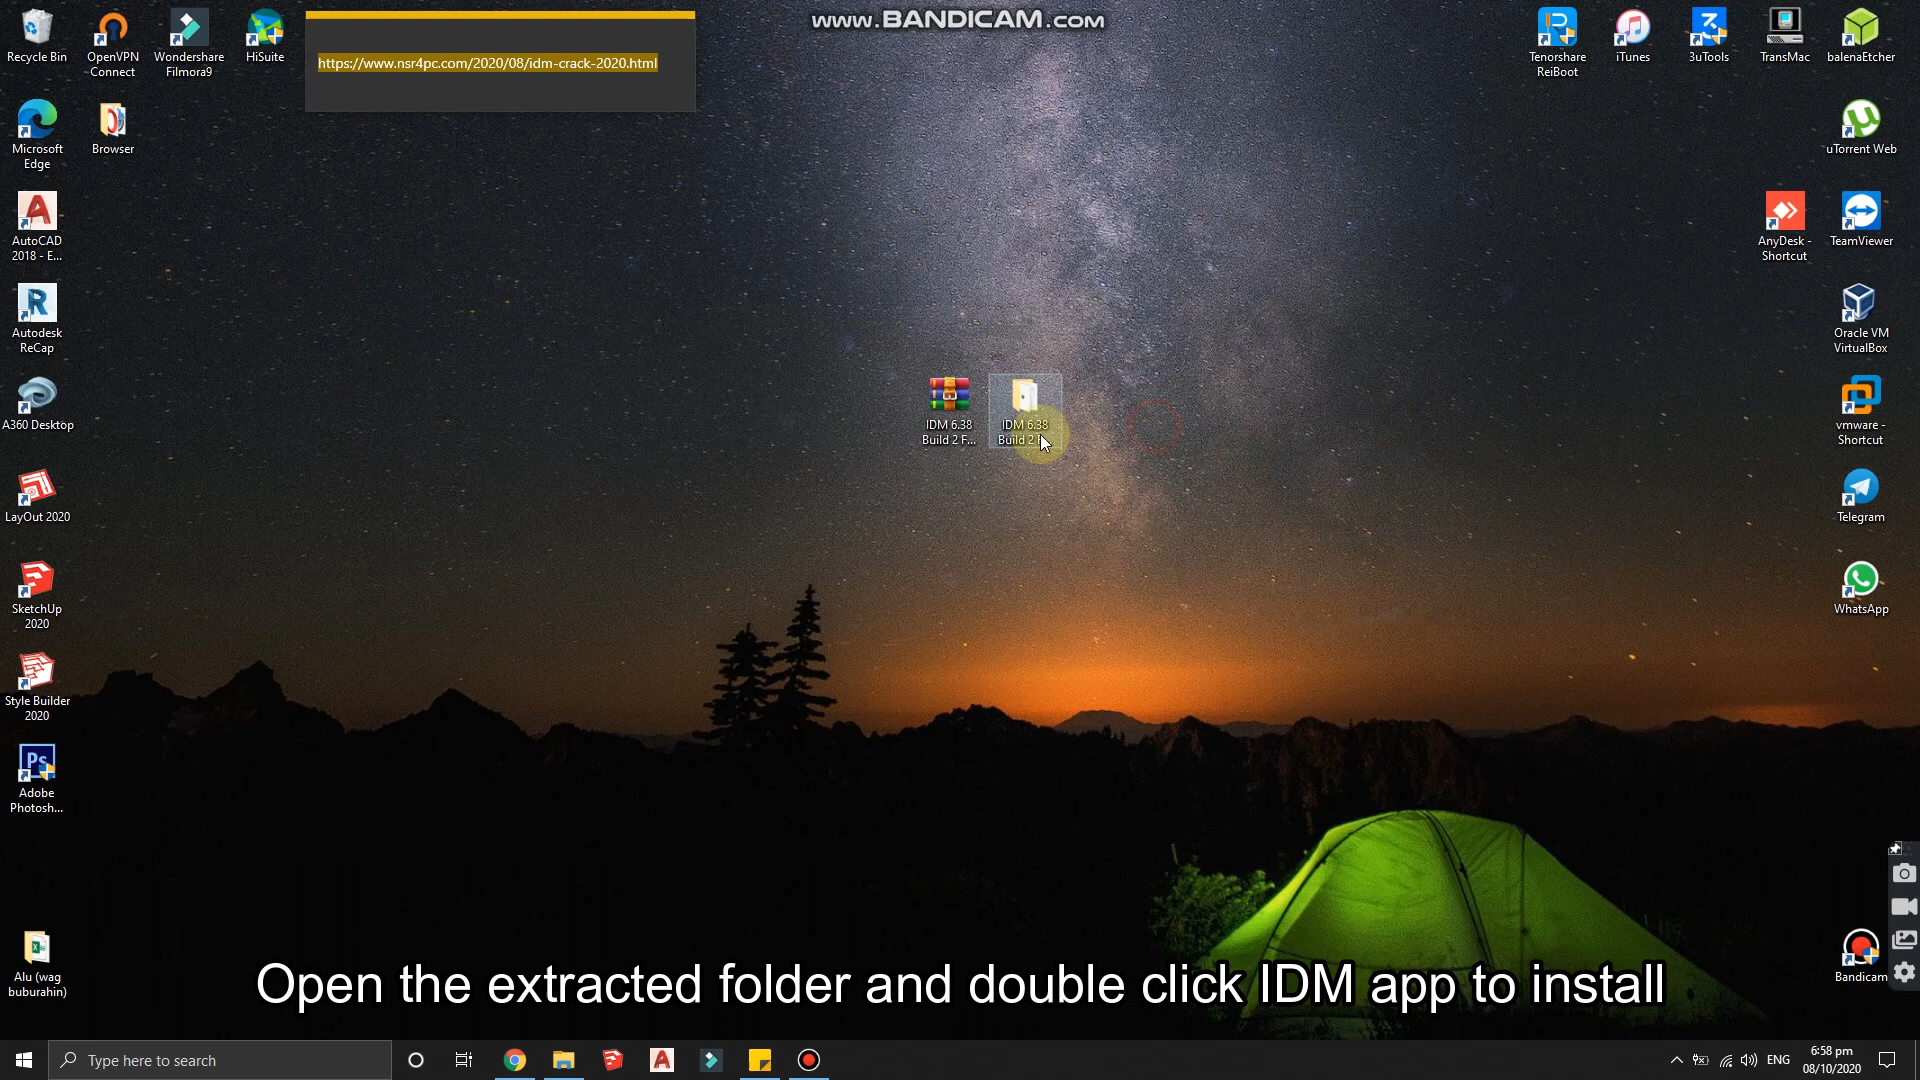 www.BANDICAM.com
https://www.nsr4pc.com/2020/08/idm-crack-2020.html
Recycle Bin
OpenVPN
Connect
Wondershare
Filmora9
HiSuite
Tenorshare
ReiBoot
iTunes
3uTools
TransMac
balenaEtcher
Microsoft
Edge
Browser
uTorrent Web
AutoCAD
2018 - E...
AnyDesk -
Shortcut
TeamViewer
Autodesk
ReCap
Oracle VM
VirtualBox
A360 Desktop
IDM 6.38
Build 2 F...
IDM 6.38
Build 2
vmware -
Shortcut
LayOut 2020
Telegram
SketchUp
2020
WhatsApp
Style Builder
2020
Ps
Adobe
Photosh...
Alu (wag
buburahin)
Bandicam
Open the extracted folder and double click IDM app to install
Type here to search
ENG
6:58 pm
08/10/2020